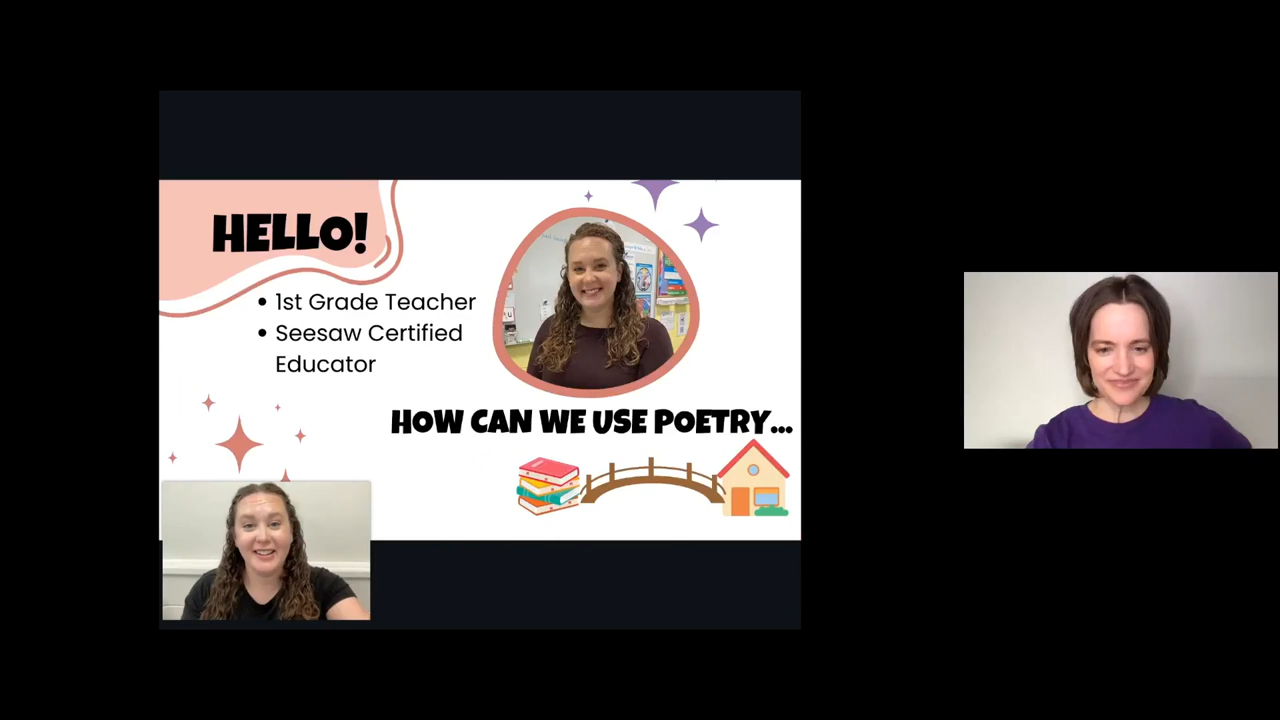 HELLO!
• 1st Grade Teacher
• Seesaw Certified
Educator
HOW CAN WE USE POETRY...